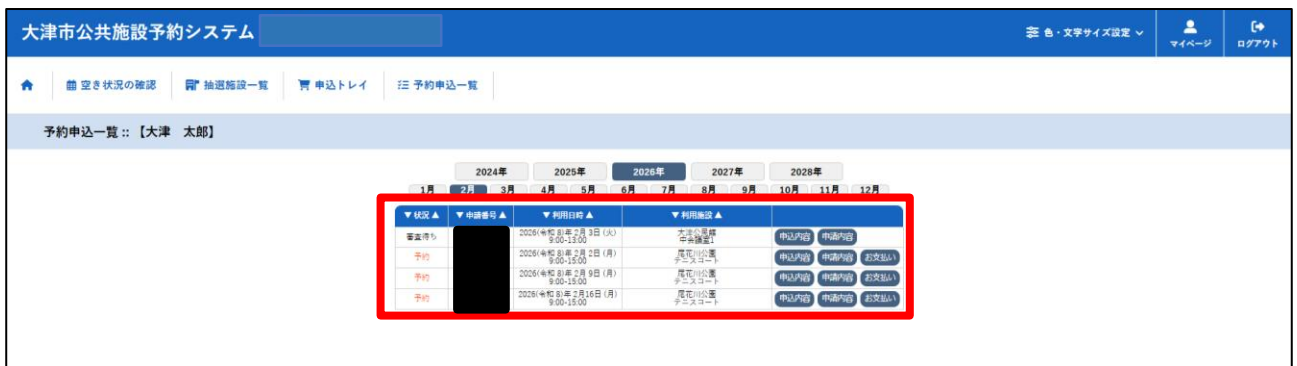 大津市公共施設予約システム
色・文字サイズ設定
マイページ
ログアウト
空き状況の確認
抽選施設一覧
申込トレイ
予約申込一覧
予約申込一覧 :: 【大津 太郎】
2024年 2025年 2026年 2027年 2028年
1月 2月 3月 4月 5月 6月 7月 8月 9月 10月 11月 12月
▼状況▲ ▼申請番号▲ ▼利用日時▲ ▼利用施設▲
審査待ち 2026(令和 8)年 2月 3日 (火) 9:00-13:00 大津公民館 中会議室1 申込内容 申請内容
予約 2026(令和 8)年 2月 2日 (月) 9:00-15:00 尾花川公園 テニスコート 申込内容 申請内容 お支払い
予約 2026(令和 8)年 2月 9日 (月) 9:00-15:00 尾花川公園 テニスコート 申込内容 申請内容 お支払い
予約 2026(令和 8)年 2月16日 (月) 9:00-15:00 尾花川公園 テニスコート 申込内容 申請内容 お支払い